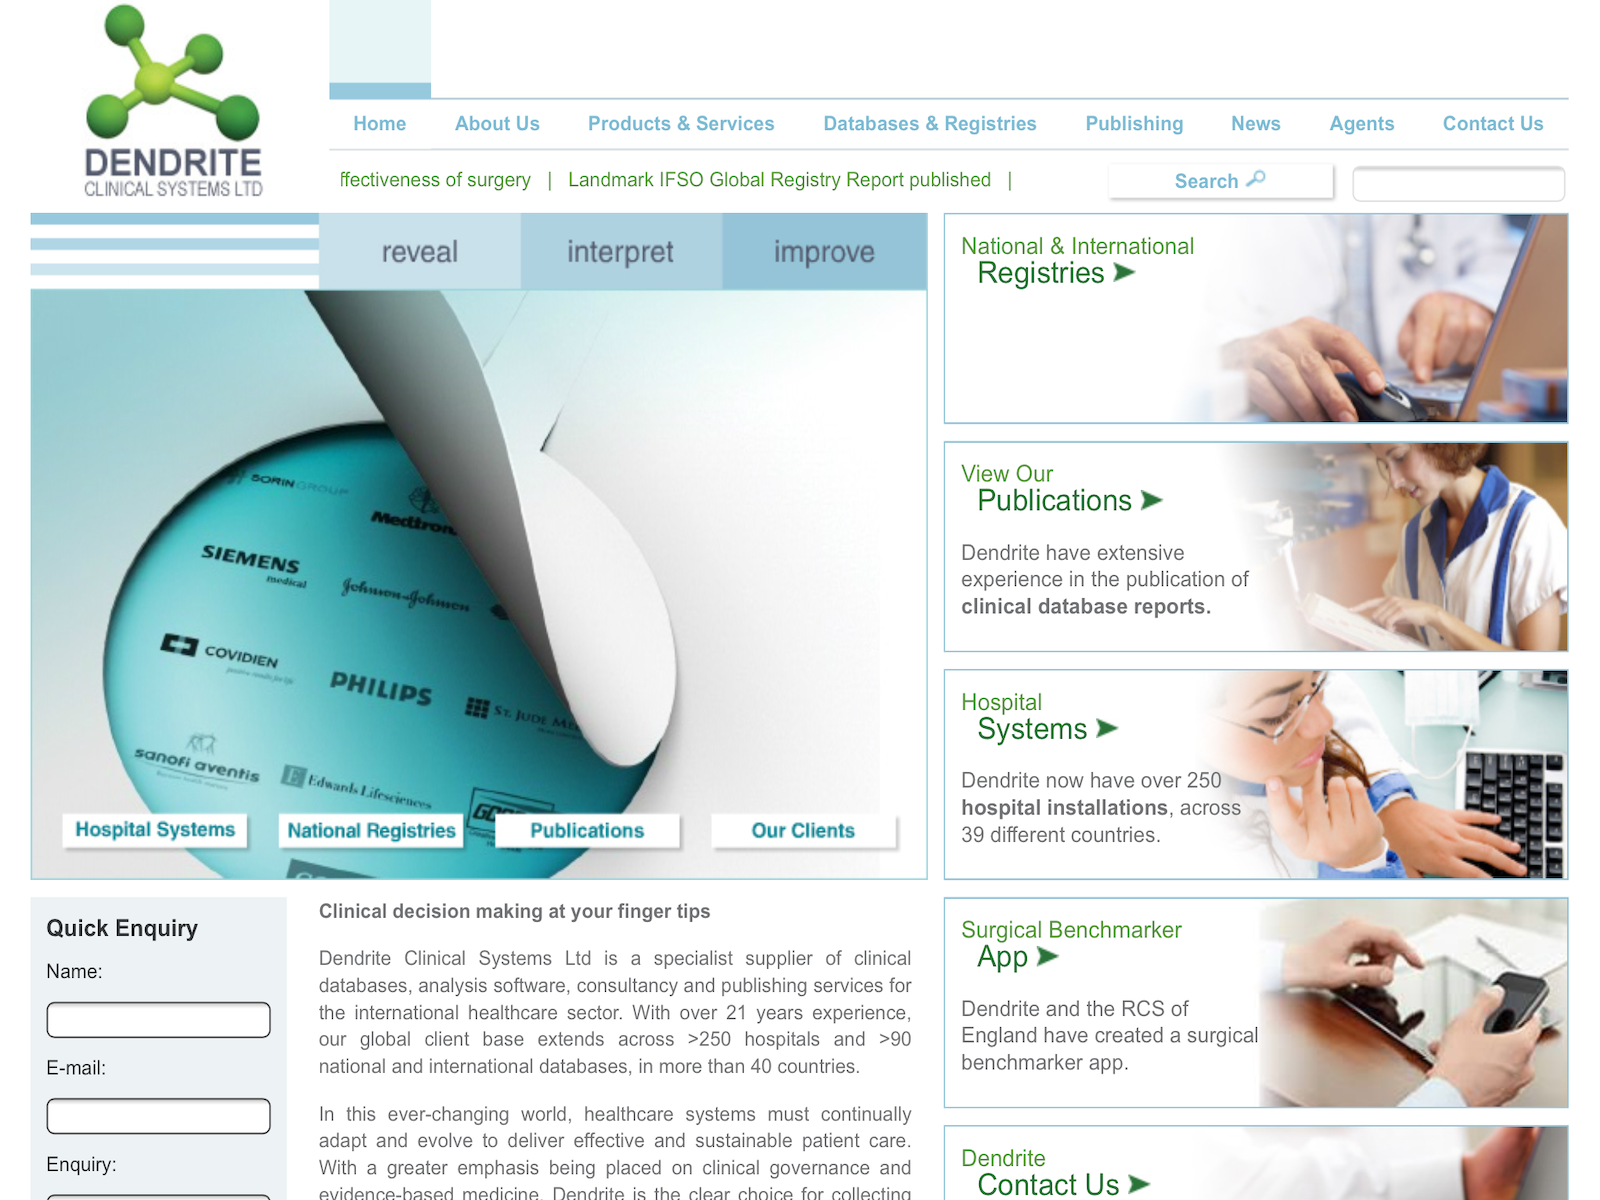 DENDRITE
CLINICAL SYSTEMS LTD
Home
About Us
Products & Services
Databases & Registries
Publishing
News
Agents
Contact Us
ffectiveness of surgery | Landmark IFSO Global Registry Report published |
Search
reveal
interpret
improve
SORIN GROUP
Medtron
SIEMENS
medical
Johnson & Johnson
COVIDIEN
positive results for life
PHILIPS
ST. JUDE ME
sanofi aventis
Edwards Lifesciences
Hospital Systems
National Registries
Publications
Our Clients
National & International
Registries
View Our
Publications
Dendrite have extensive
experience in the publication of
clinical database reports.
Hospital
Systems
Dendrite now have over 250
hospital installations, across
39 different countries.
Surgical Benchmarker
App
Dendrite and the RCS of
England have created a surgical
benchmarker app.
Dendrite
Contact Us
Quick Enquiry
Name:
E-mail:
Enquiry:
Clinical decision making at your finger tips
Dendrite Clinical Systems Ltd is a specialist supplier of clinical
databases, analysis software, consultancy and publishing services for
the international healthcare sector. With over 21 years experience,
our global client base extends across >250 hospitals and >90
national and international databases, in more than 40 countries.
In this ever-changing world, healthcare systems must continually
adapt and evolve to deliver effective and sustainable patient care.
With a greater emphasis being placed on clinical governance and
evidence-based medicine, Dendrite is the clear choice for collecting